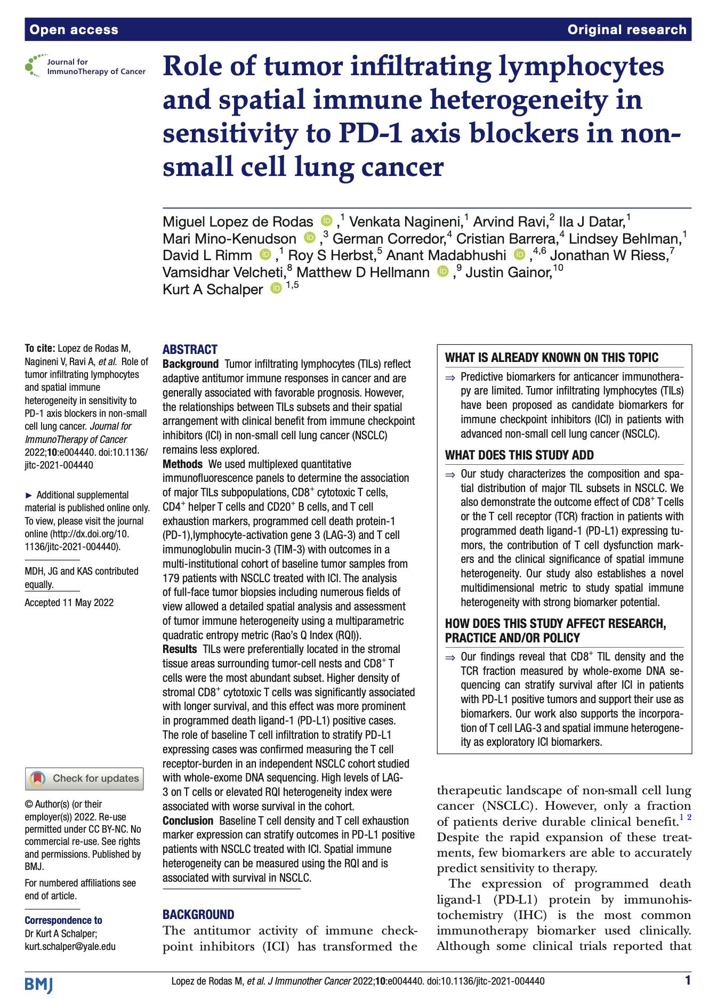 Open access
Original research
Journal for
ImmunoTherapy of Cancer
Role of tumor infiltrating lymphocytes
and spatial immune heterogeneity in
sensitivity to PD-1 axis blockers in non-
small cell lung cancer
Miguel Lopez de Rodas iD ,1 Venkata Nagineni,1 Arvind Ravi,2 Ila J Datar,1
Mari Mino-Kenudson iD ,3 German Corredor,4 Cristian Barrera,4 Lindsey Behlman,1
David L Rimm iD ,1 Roy S Herbst,5 Anant Madabhushi iD ,4,6 Jonathan W Riess,7
Vamsidhar Velcheti,8 Matthew D Hellmann iD ,9 Justin Gainor,10
Kurt A Schalper iD 1,5
To cite: Lopez de Rodas M,
Nagineni V, Ravi A, et al. Role of
tumor infiltrating lymphocytes
and spatial immune
heterogeneity in sensitivity to
PD-1 axis blockers in non-small
cell lung cancer. Journal for
ImmunoTherapy of Cancer
2022;10:e004440. doi:10.1136/
jitc-2021-004440
► Additional supplemental
material is published online only.
To view, please visit the journal
online (http://dx.doi.org/10.
1136/jitc-2021-004440).
MDH, JG and KAS contributed
equally.
Accepted 11 May 2022
Check for updates
© Author(s) (or their
employer(s)) 2022. Re-use
permitted under CC BY-NC. No
commercial re-use. See rights
and permissions. Published by
BMJ.
For numbered affiliations see
end of article.
Correspondence to
Dr Kurt A Schalper;
kurt.schalper@yale.edu
ABSTRACT
Background Tumor infiltrating lymphocytes (TILs) reflect
adaptive antitumor immune responses in cancer and are
generally associated with favorable prognosis. However,
the relationships between TILs subsets and their spatial
arrangement with clinical benefit from immune checkpoint
inhibitors (ICI) in non-small cell lung cancer (NSCLC)
remains less explored.
Methods We used multiplexed quantitative
immunofluorescence panels to determine the association
of major TILs subpopulations, CD8+ cytotoxic T cells,
CD4+ helper T cells and CD20+ B cells, and T cell
exhaustion markers, programmed cell death protein-1
(PD-1),lymphocyte-activation gene 3 (LAG-3) and T cell
immunoglobulin mucin-3 (TIM-3) with outcomes in a
multi-institutional cohort of baseline tumor samples from
179 patients with NSCLC treated with ICI. The analysis
of full-face tumor biopsies including numerous fields of
view allowed a detailed spatial analysis and assessment
of tumor immune heterogeneity using a multiparametric
quadratic entropy metric (Rao’s Q Index (RQI)).
Results TILs were preferentially located in the stromal
tissue areas surrounding tumor-cell nests and CD8+ T
cells were the most abundant subset. Higher density of
stromal CD8+ cytotoxic T cells was significantly associated
with longer survival, and this effect was more prominent
in programmed death ligand-1 (PD-L1) positive cases.
The role of baseline T cell infiltration to stratify PD-L1
expressing cases was confirmed measuring the T cell
receptor-burden in an independent NSCLC cohort studied
with whole-exome DNA sequencing. High levels of LAG-
3 on T cells or elevated RQI heterogeneity index were
associated with worse survival in the cohort.
Conclusion Baseline T cell density and T cell exhaustion
marker expression can stratify outcomes in PD-L1 positive
patients with NSCLC treated with ICI. Spatial immune
heterogeneity can be measured using the RQI and is
associated with survival in NSCLC.
BACKGROUND
The antitumor activity of immune check-
point inhibitors (ICI) has transformed the
WHAT IS ALREADY KNOWN ON THIS TOPIC
⇒ Predictive biomarkers for anticancer immunothera-
py are limited. Tumor infiltrating lymphocytes (TILs)
have been proposed as candidate biomarkers for
immune checkpoint inhibitors (ICI) in patients with
advanced non-small cell lung cancer (NSCLC).
WHAT DOES THIS STUDY ADD
⇒ Our study characterizes the composition and spa-
tial distribution of major TIL subsets in NSCLC. We
also demonstrate the outcome effect of CD8+ T cells
or the T cell receptor (TCR) fraction in patients with
programmed death ligand-1 (PD-L1) expressing tu-
mors, the contribution of T cell dysfunction mark-
ers and the clinical significance of spatial immune
heterogeneity. Our study also establishes a novel
multidimensional metric to study spatial immune
heterogeneity with strong biomarker potential.
HOW DOES THIS STUDY AFFECT RESEARCH,
PRACTICE AND/OR POLICY
⇒ Our findings reveal that CD8+ TIL density and the
TCR fraction measured by whole-exome DNA se-
quencing can stratify survival after ICI in patients
with PD-L1 positive tumors and support their use as
biomarkers. Our work also supports the incorpora-
tion of T cell LAG-3 and spatial immune heterogene-
ity as exploratory ICI biomarkers.
therapeutic landscape of non-small cell lung
cancer (NSCLC). However, only a fraction
of patients derive durable clinical benefit.1 2
Despite the rapid expansion of these treat-
ments, few biomarkers are able to accurately
predict sensitivity to therapy.
The expression of programmed death
ligand-1 (PD-L1) protein by immunohis-
tochemistry (IHC) is the most common
immunotherapy biomarker used clinically.
Although some clinical trials reported that
BMJ
Lopez de Rodas M, et al. J Immunother Cancer 2022;10:e004440. doi:10.1136/jitc-2021-004440
1